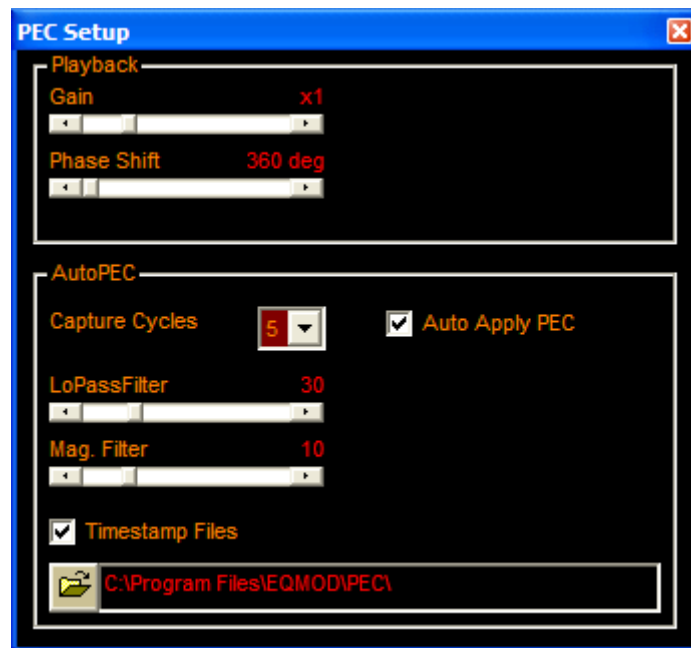 PEC Setup
Playback
Gain x1
Phase Shift 360 deg
AutoPEC
Capture Cycles 5 Auto Apply PEC
LoPassFilter 30
Mag. Filter 10
Timestamp Files
C:\Program Files\EQMOD\PEC\